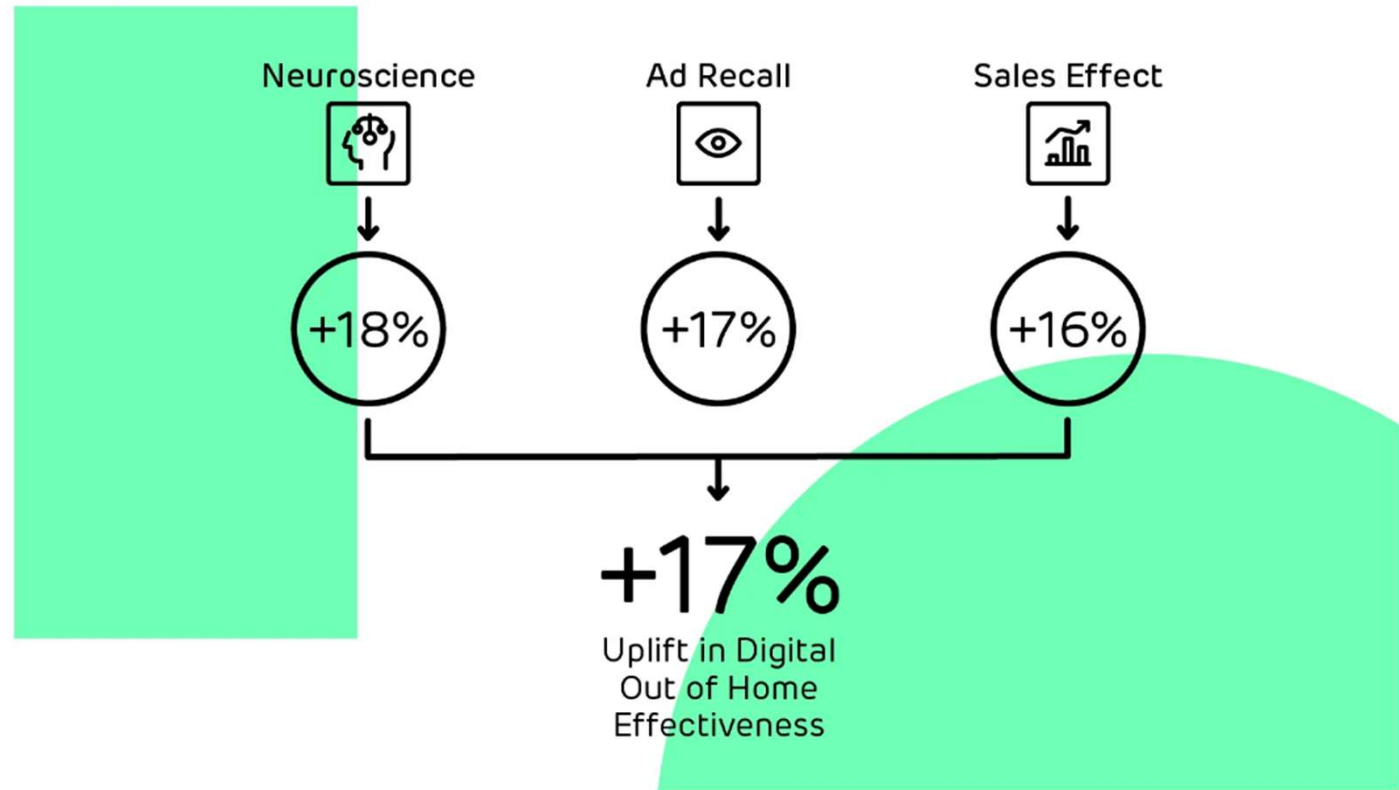 Neuroscience
Ad Recall
Sales Effect
+18%
+17%
+16%
+17%
Uplift in Digital
Out of Home
Effectiveness